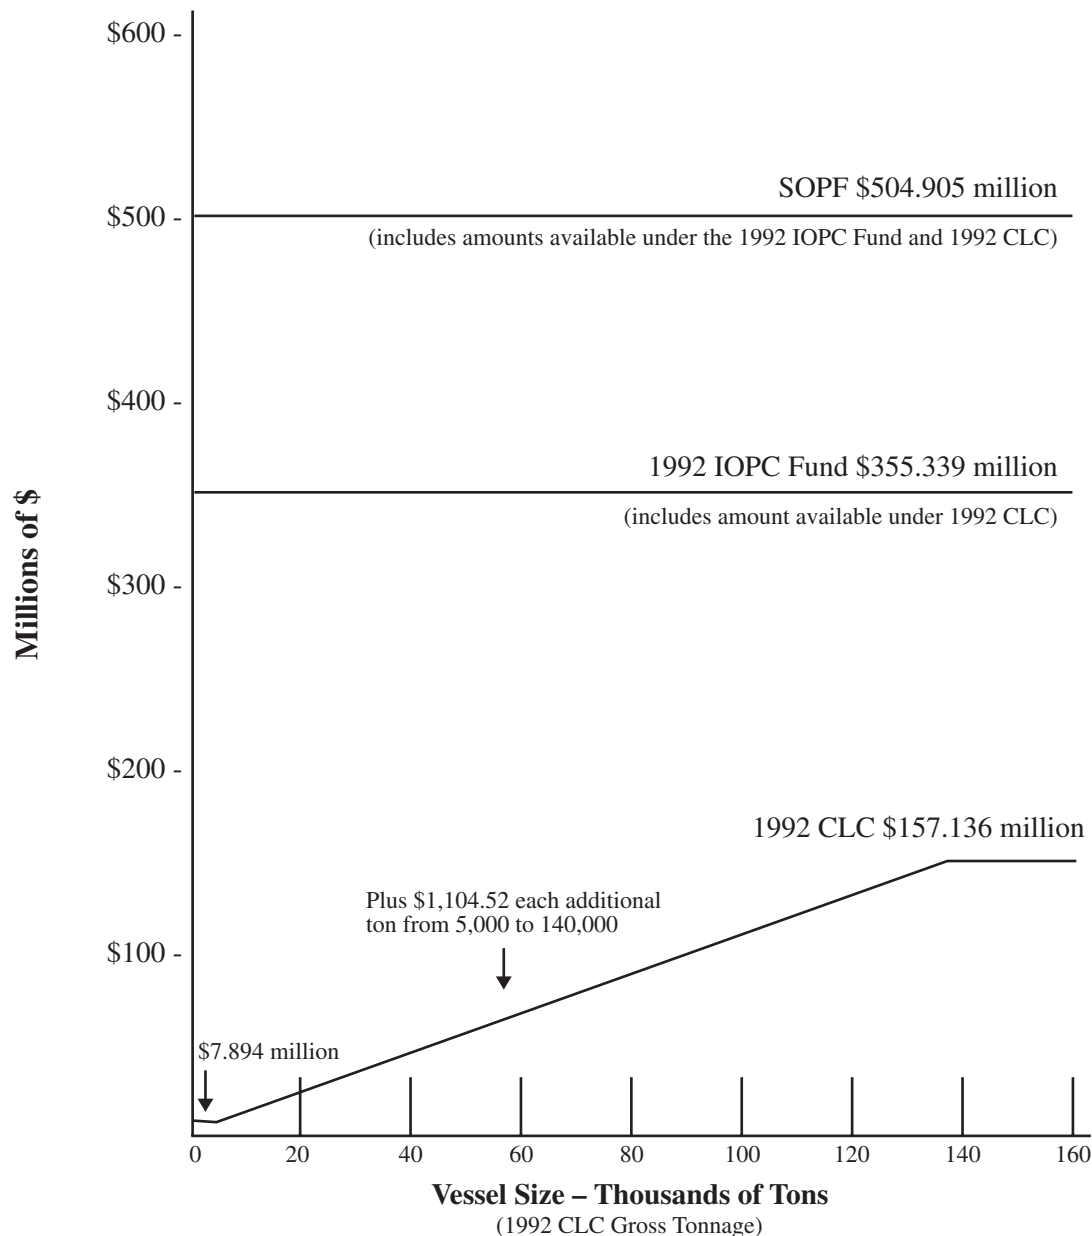 $600 -
SOPF $504.905 million
$500 -
(includes amounts available under the 1992 IOPC Fund and 1992 CLC)
$400 -
1992 IOPC Fund $355.339 million
(includes amount available under 1992 CLC)
Millions of $
$300 -
$200 -
1992 CLC $157.136 million
Plus $1,104.52 each additional
ton from 5,000 to 140,000
$100 -
$7.894 million
0 20 40 60 80 100 120 140 160
Vessel Size – Thousands of Tons
(1992 CLC Gross Tonnage)